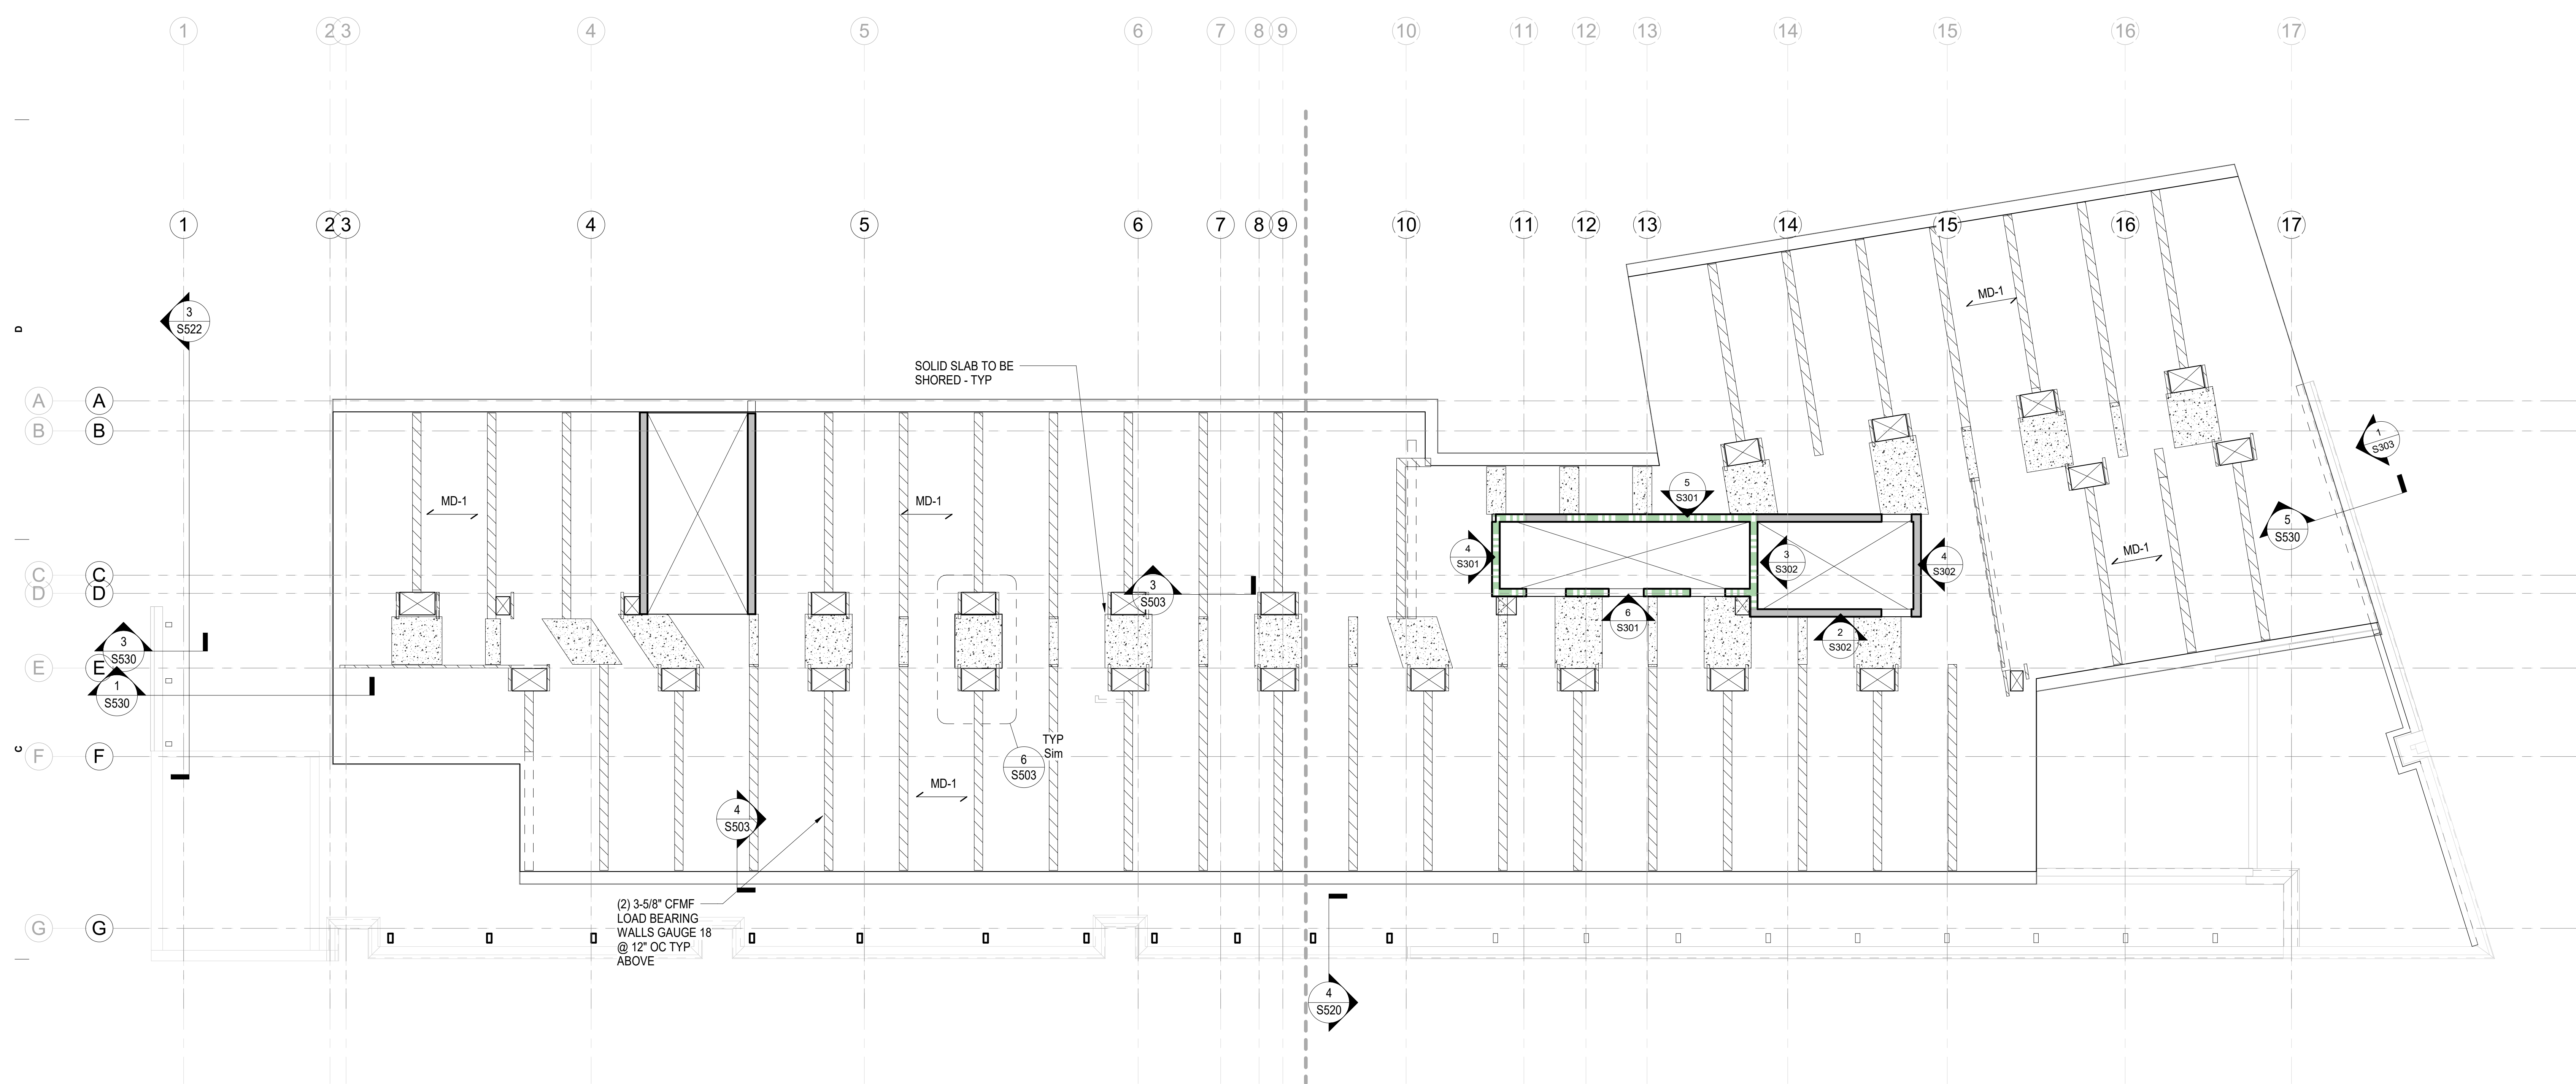 1 2 3 4 5 6 7 8 9 10 11 12 13 14 15 16 17
1 2 3 4 5 6 7 8 9 10 11 12 13 14 15 16 17
D
MD-1
3
S522
SOLID SLAB TO BE
SHORED - TYP
A A
B B
1
S303
MD-1
MD-1
5
S301
5
S530
4
S301
3
S302
4
S302
MD-1
C C
D D
3
S503
6
S301
2
S302
3
S530
E E
1
S530
C
F F
TYP
Sim
6
S503
MD-1
4
S503
(2) 3-5/8" CFMF
LOAD BEARING
WALLS GAUGE 18
@ 12" OC TYP
ABOVE
G G
4
S520